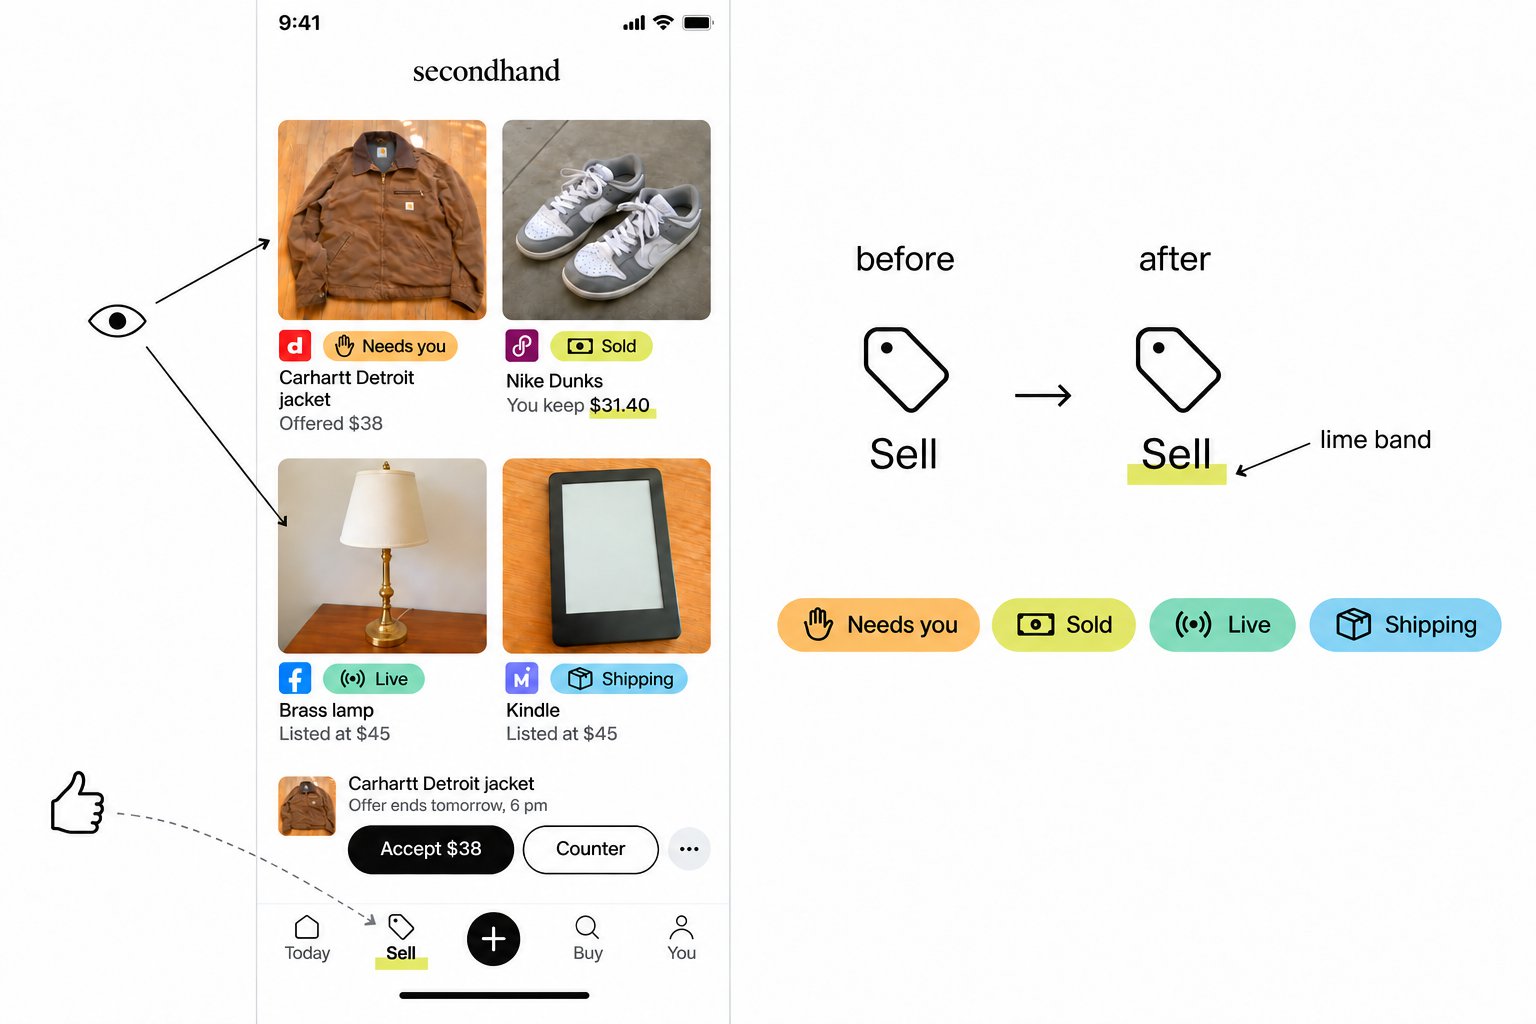 9:41
secondhand
d
Needs you
Sold
Carhartt Detroit
jacket
Offered $38
Nike Dunks
You keep $31.40
f
Live
M
Shipping
Brass lamp
Listed at $45
Kindle
Listed at $45
Carhartt Detroit jacket
Offer ends tomorrow, 6 pm
Accept $38
Counter
Today
Sell
Buy
You
before
after
Sell
Sell
lime band
Needs you
Sold
Live
Shipping